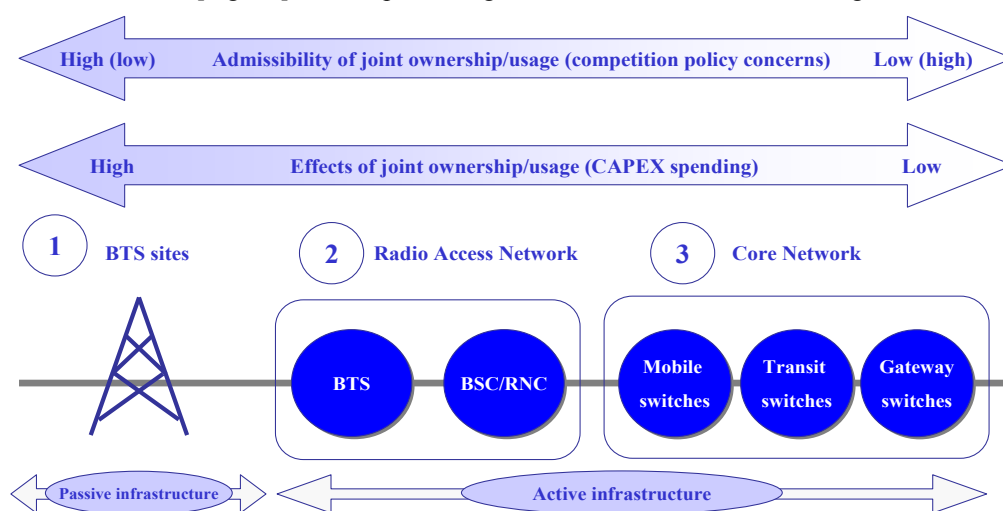 High (low) Admissibility of joint ownership/usage (competition policy concerns) Low (high)
High Effects of joint ownership/usage (CAPEX spending) Low
1 BTS sites 2 Radio Access Network 3 Core Network
BTS BSC/RNC
Mobile switches
Transit switches
Gateway switches
Passive infrastructure Active infrastructure